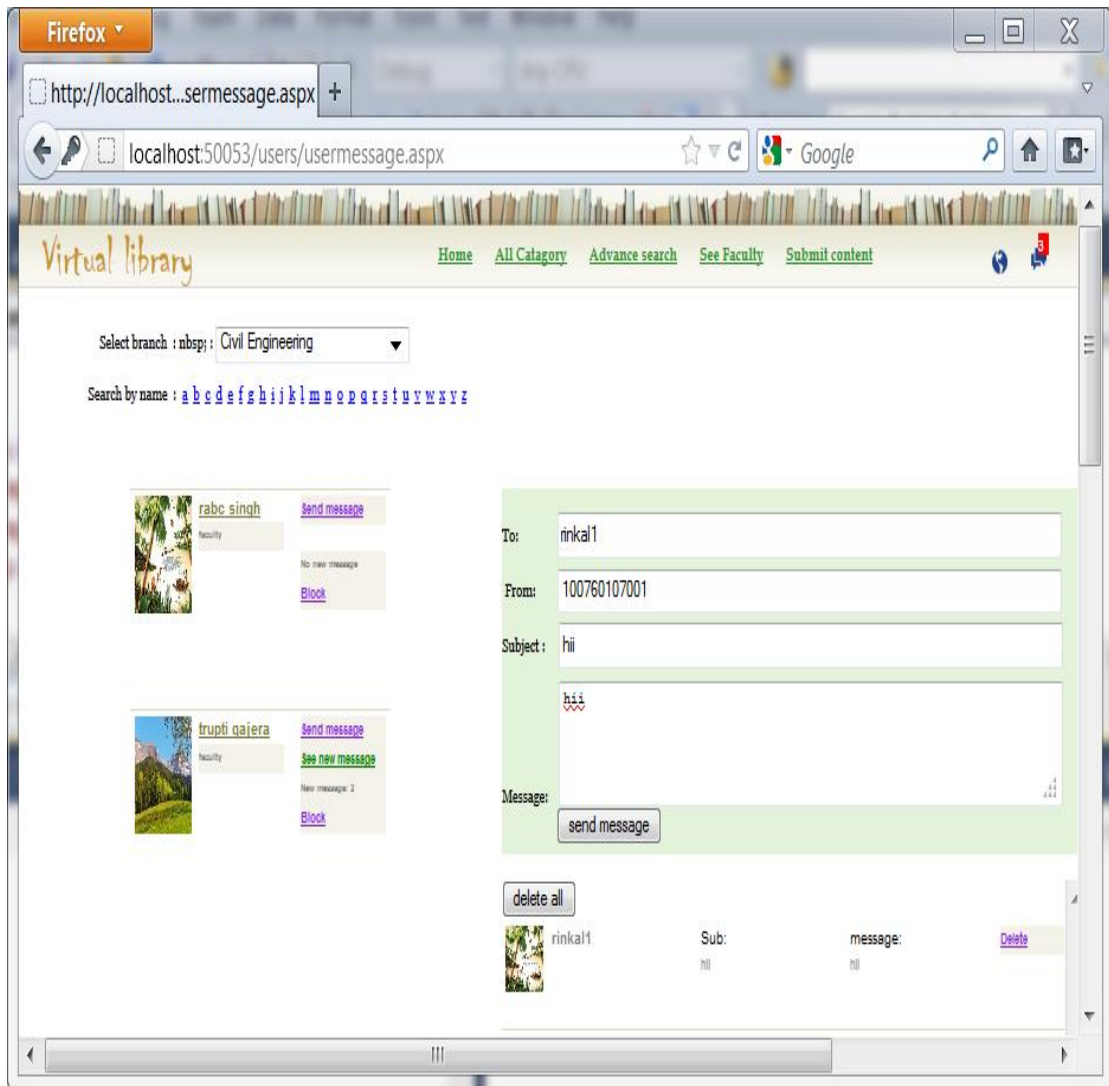 Firefox
http://localhost...sermessage.aspx +
localhost:50053/users/usermessage.aspx
Google
Virtual library
Home All Catagory Advance search See Faculty Submit content
3
Select branch : nbsp; : Civil Engineering
Search by name : a b c d e f g h i j k l m n o p q r s t u v w x y z
rabc singh
faculty
Send message
No new message
Block
trupti gajera
faculty
Send message
See new message
New message: 2
Block
To: rinkal1
From: 100760107001
Subject : hii
Message: hii
send message
delete all
rinkal1 Sub: message: Delete
hii hii